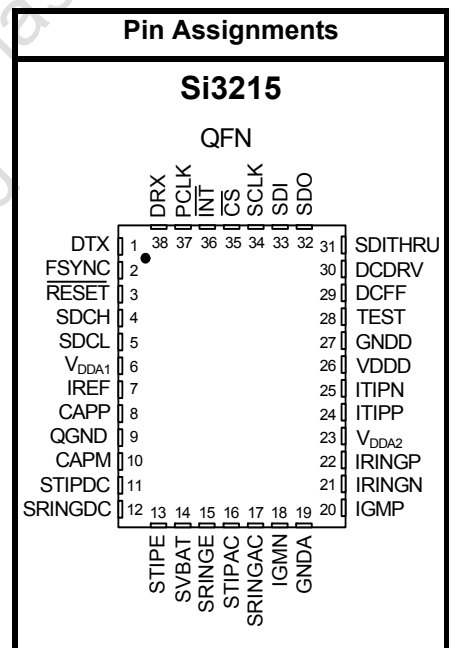 Pin Assignments
Si3215
QFN
DRX
PCLK
INT
CS
SCLK
SDI
SDO
38 37 36 35 34 33 32
DTX 1
FSYNC 2
RESET 3
SDCH 4
SDCL 5
VDDA1 6
IREF 7
CAPP 8
QGND 9
CAPM 10
STIPDC 11
SRINGDC 12
31 SDITHRU
30 DCDRV
29 DCFF
28 TEST
27 GNDD
26 VDDD
25 ITIPN
24 ITIPP
23 VDDA2
22 IRINGP
21 IRINGN
20 IGMP
13 14 15 16 17 18 19
STIPE
SVBAT
SRINGE
STIPAC
SRINGAC
IGMN
GNDA